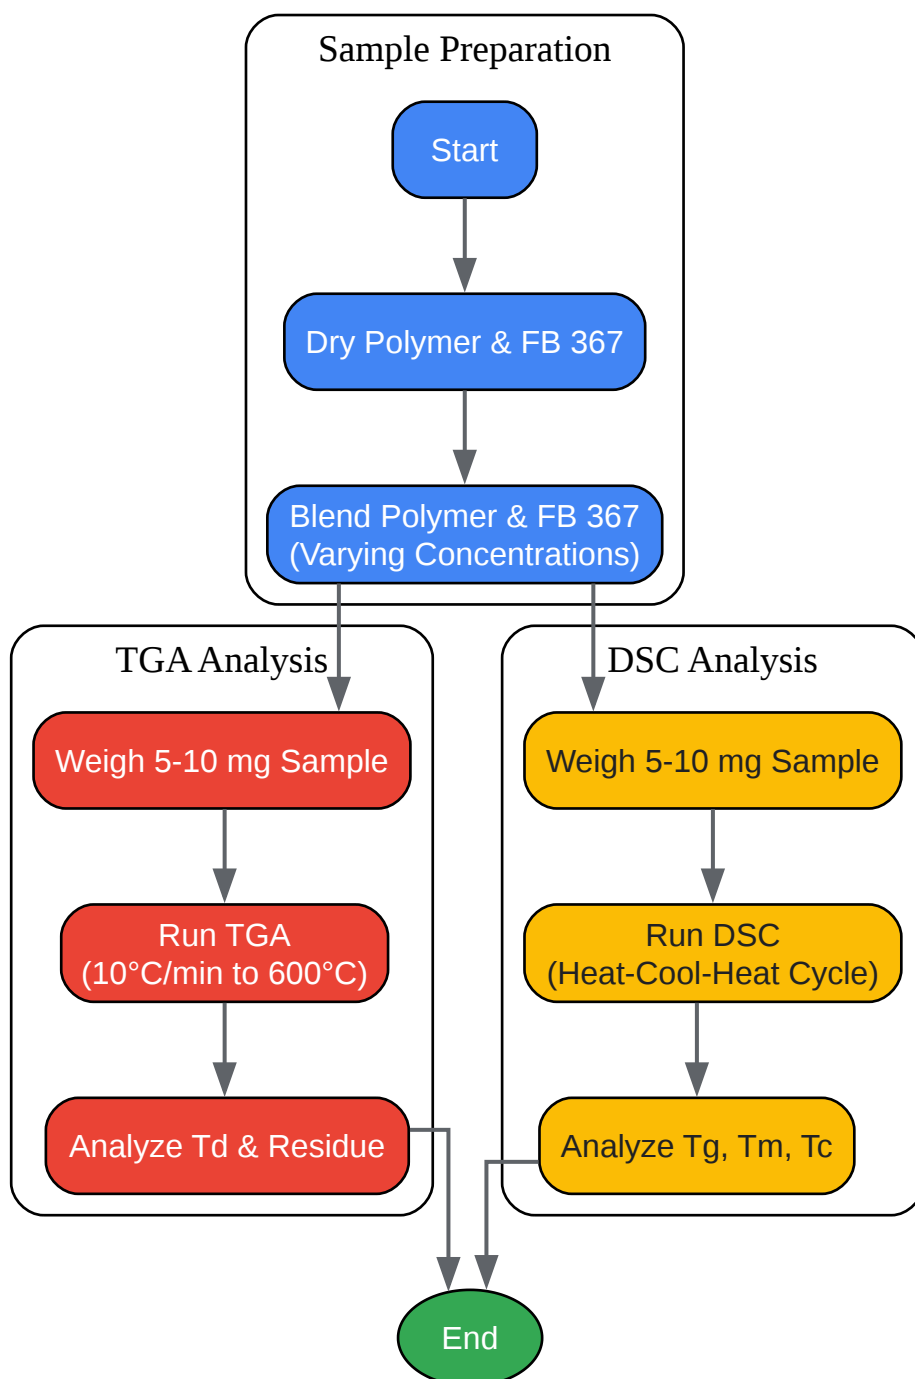 Sample Preparation
Start
Dry Polymer & FB 367
Blend Polymer & FB 367
(Varying Concentrations)
TGA Analysis
Weigh 5-10 mg Sample
Run TGA
(10°C/min to 600°C)
Analyze Td & Residue
DSC Analysis
Weigh 5-10 mg Sample
Run DSC
(Heat-Cool-Heat Cycle)
Analyze Tg, Tm, Tc
End